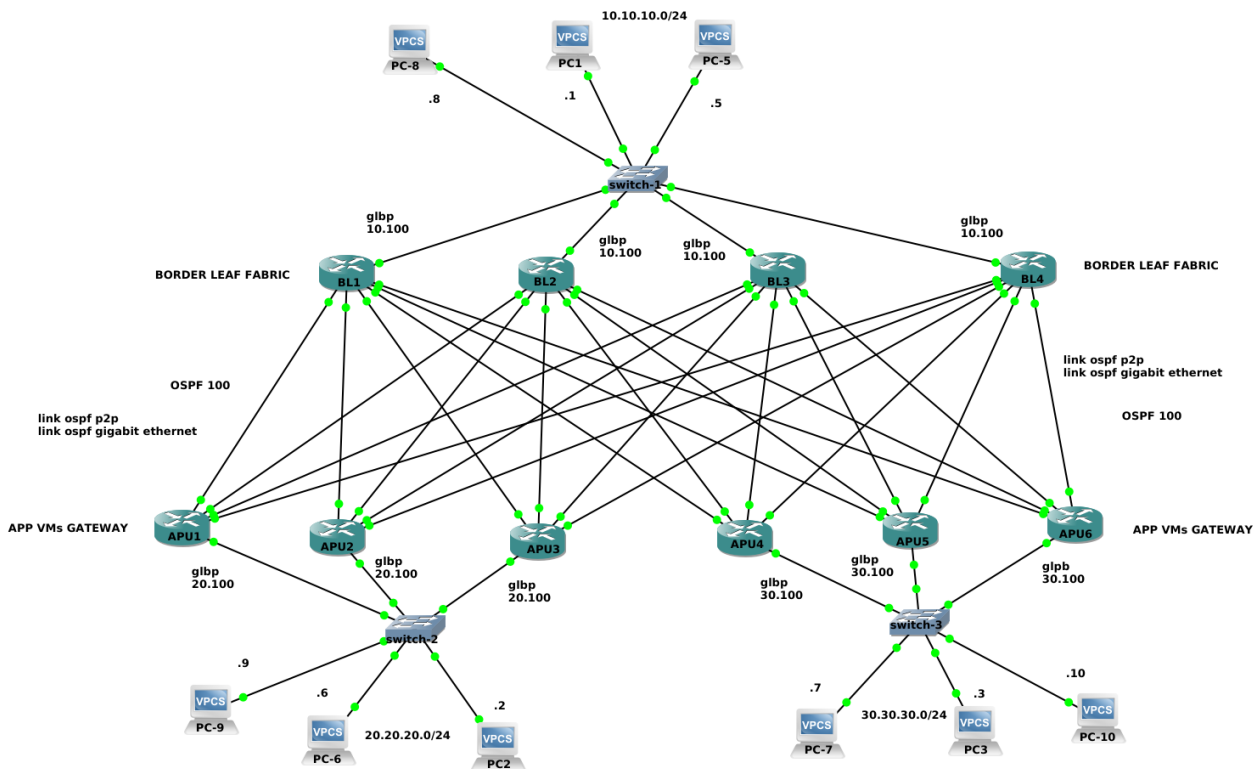 10.10.10.0/24
VPCS
VPCS
VPCS
PC-8
PC1
PC-5
.8
.1
.5
switch-1
glbp
10.100
glbp
10.100
glbp
10.100
glbp
10.100
BORDER LEAF FABRIC
BL1
BL2
BL3
BL4
BORDER LEAF FABRIC
OSPF 100
link ospf p2p
link ospf gigabit ethernet
link ospf p2p
link ospf gigabit ethernet
OSPF 100
APP VMs GATEWAY
APU1
APU2
APU3
APU4
APU5
APU6
APP VMs GATEWAY
glbp
20.100
glbp
20.100
glbp
20.100
glbp
30.100
glbp
30.100
glpb
30.100
switch-2
switch-3
.9
.6
.2
.7
.3
.10
VPCS
PC-9
VPCS
PC-6
20.20.20.0/24
VPCS
PC2
VPCS
PC-7
30.30.30.0/24
VPCS
PC3
VPCS
PC-10